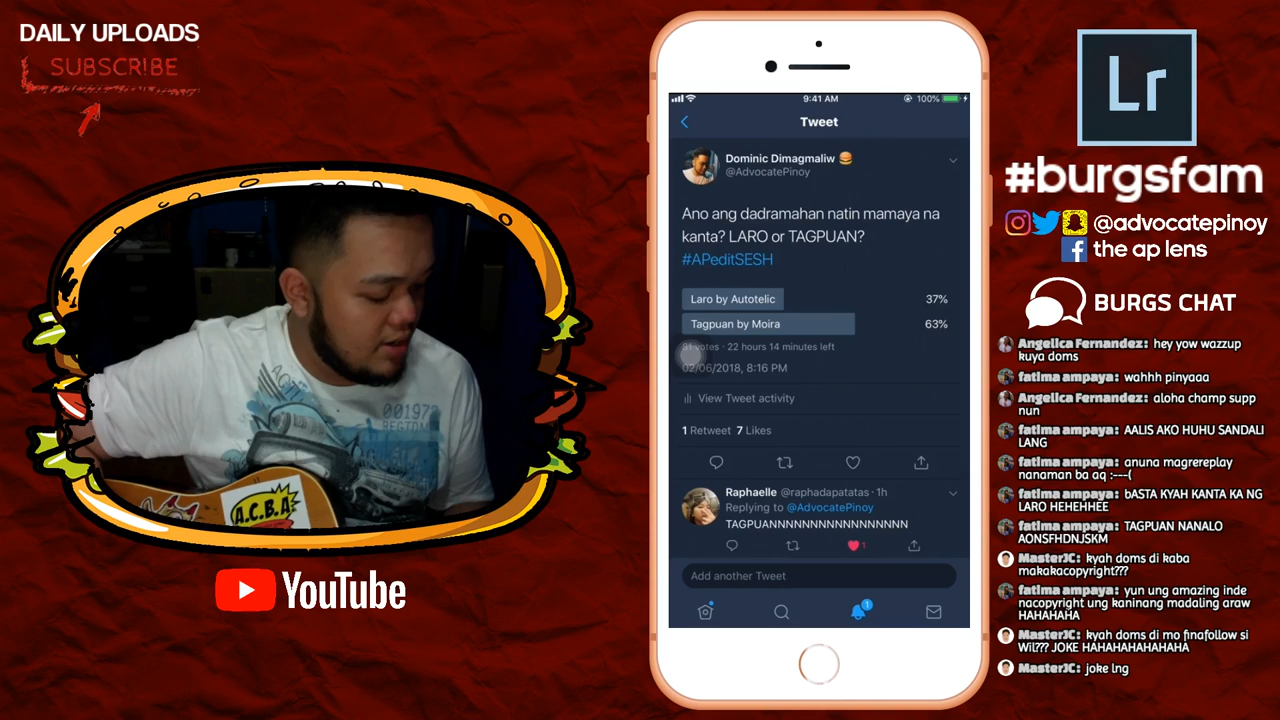 DAILY UPLOADS
SUBSCRIBE
A.C.B.A
001972
YouTube
9:41 AM
100%
Tweet
Dominic Dimagmaliw
@AdvocatePinoy
Ano ang dadramahan natin mamaya na
kanta? LARO or TAGPUAN?
#APeditSESH
Laro by Autotelic 37%
Tagpuan by Moira 63%
votes · 22 hours 14 minutes left
02/06/2018, 8:16 PM
View Tweet activity
1 Retweet 7 Likes
Raphaelle @raphadapatatas · 1h
Replying to @AdvocatePinoy
TAGPUANNNNNNNNNNNNNNNNN
1
Add another Tweet
1
Lr
#burgsfam
@advocatepinoy
the ap lens
BURGS CHAT
Angelica Fernandez: hey yow wazzup
kuya doms
fatima ampaya: wahhh pinyaaa
Angelica Fernandez: aloha champ supp
nun
fatima ampaya: AALIS AKO HUHU SANDALI
LANG
fatima ampaya: anuna magrereplay
nanaman ba aq :---(
fatima ampaya: bASTA KYAH KANTA KA NG
LARO HEHEHHEE
fatima ampaya: TAGPUAN NANALO
AONSFHDNJSKM
MasterJC: kyah doms di kaba
makakacopyright???
fatima ampaya: yun ung amazing inde
nacopyright ung kaninang madaling araw
HAHAHAHA
MasterJC: kyah doms di mo finafollow si
Wil??? JOKE HAHAHAHAHAHAHA
MasterJC: joke lng